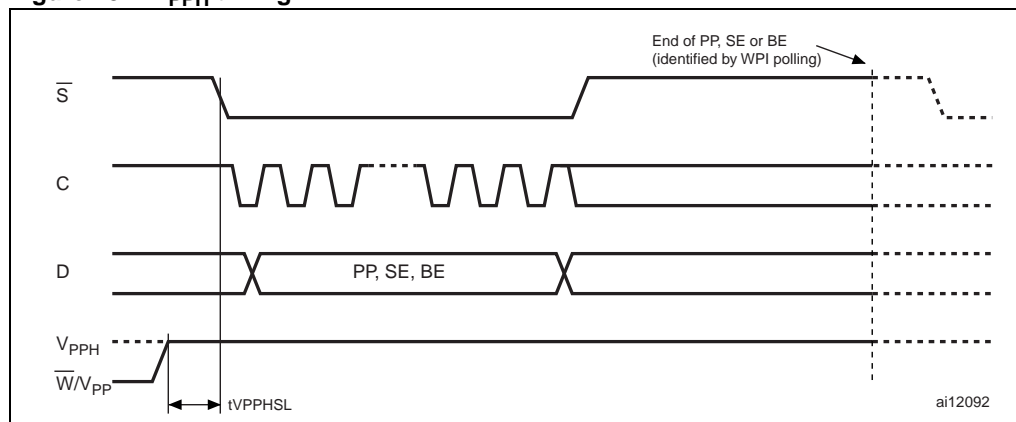 End of PP, SE or BE
(identified by WPI polling)
S
C
D
PP, SE, BE
VPPH
W/VPP
tVPPHSL
ai12092